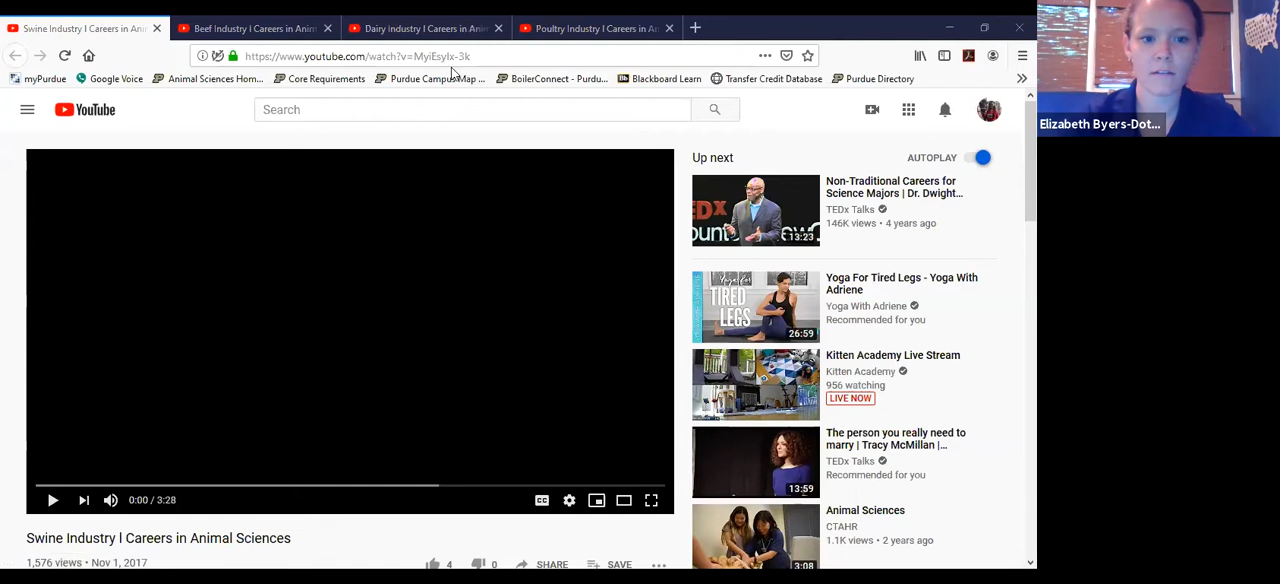 Swine Industry l Careers in Ani
Beef Industry l Careers in Anim
Dairy Industry l Careers in Anim
Poultry Industry l Careers in An
https://www.youtube.com/watch?v=MyiEsyIx-3k
myPurdue
Google Voice
Animal Sciences Hom...
Core Requirements
Purdue Campus Map ...
BoilerConnect - Purdu...
Blackboard Learn
Transfer Credit Database
Purdue Directory
YouTube
Search
Elizabeth Byers-Dot...
Up next
AUTOPLAY
Non-Traditional Careers for
Science Majors | Dr. Dwight...
TEDx Talks
146K views • 4 years ago
13:23
Yoga For Tired Legs - Yoga With
Adriene
Yoga With Adriene
Recommended for you
TIRED
LEGS
26:59
Kitten Academy Live Stream
Kitten Academy
956 watching
LIVE NOW
The person you really need to
marry | Tracy McMillan |...
TEDx Talks
Recommended for you
13:59
Animal Sciences
CTAHR
1.1K views • 2 years ago
3:08
0:00 / 3:28
CC
Swine Industry l Careers in Animal Sciences
1,576 views • Nov 1, 2017
4
0
SHARE
SAVE